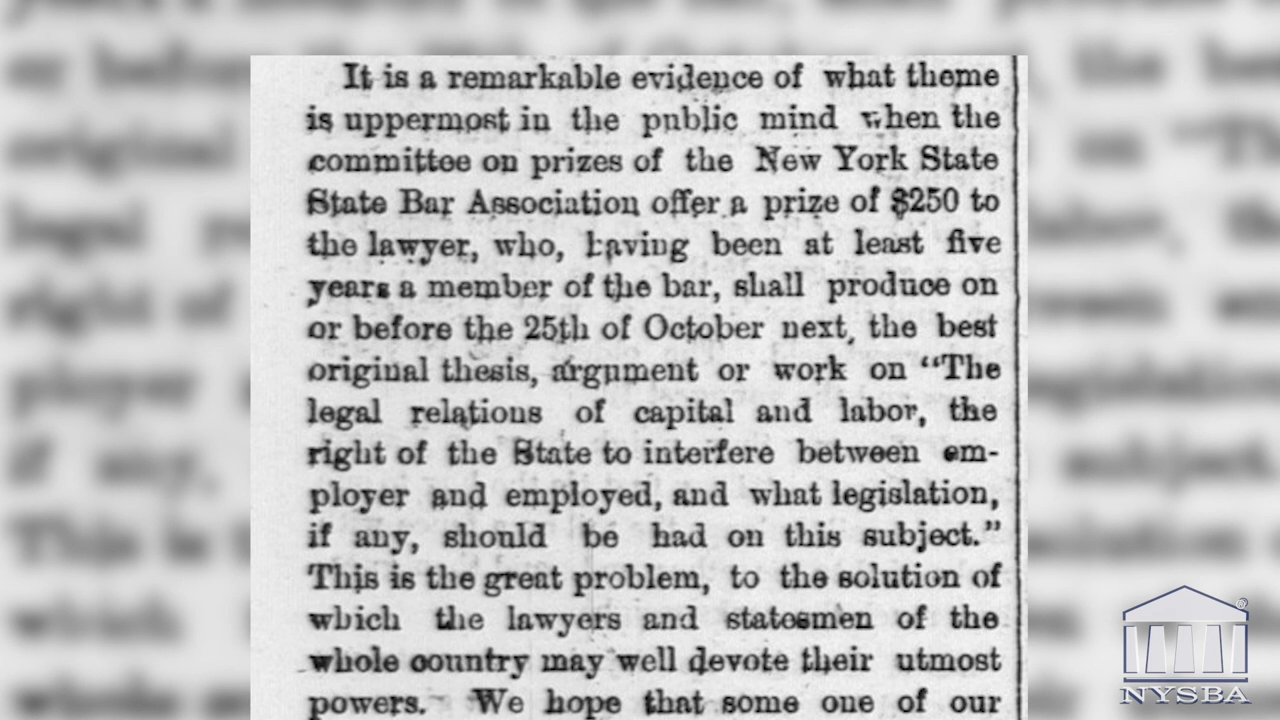 It is a remarkable evidence of what theme
is uppermost in the public mind when the
committee on prizes of the New York State
State Bar Association offer a prize of $250 to
the lawyer, who, having been at least five
years a member of the bar, shall produce on
or before the 25th of October next, the best
original thesis, argument or work on “The
legal relations of capital and labor, the
right of the State to interfere between em-
ployer and employed, and what legislation,
if any, should be had on this subject.”
This is the great problem, to the solution of
which the lawyers and statesmen of the
whole country may well devote their utmost
powers. We hope that some one of our
NYSBA